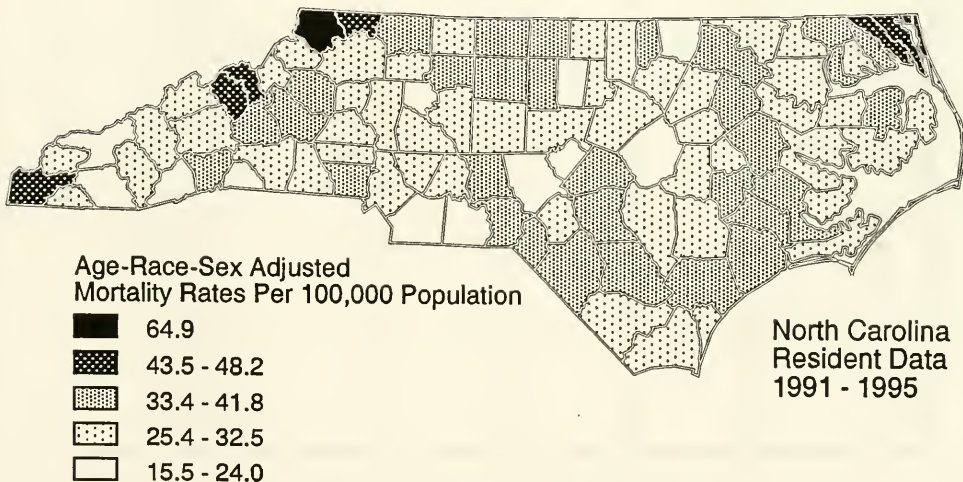 Age-Race-Sex Adjusted
Mortality Rates Per 100,000 Population
64.9
43.5 - 48.2
33.4 - 41.8
25.4 - 32.5
15.5 - 24.0
North Carolina
Resident Data
1991 - 1995